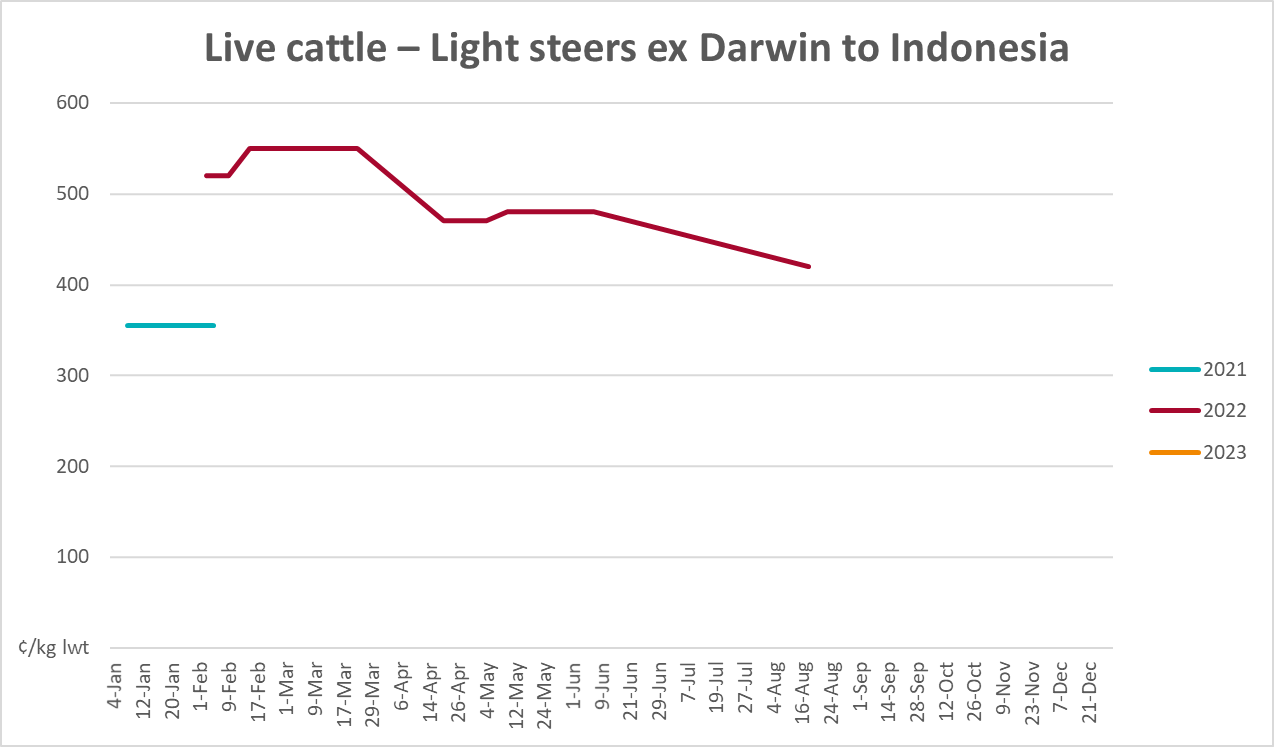 Live cattle – Light steers ex Darwin to Indonesia
600
500
400
300
200
100
¢/kg lwt
4-Jan
12-Jan
20-Jan
1-Feb
9-Feb
17-Feb
1-Mar
9-Mar
17-Mar
29-Mar
6-Apr
14-Apr
26-Apr
4-May
12-May
24-May
1-Jun
9-Jun
21-Jun
29-Jun
7-Jul
19-Jul
27-Jul
4-Aug
16-Aug
24-Aug
1-Sep
14-Sep
28-Sep
12-Oct
26-Oct
9-Nov
23-Nov
7-Dec
21-Dec
2021
2022
2023